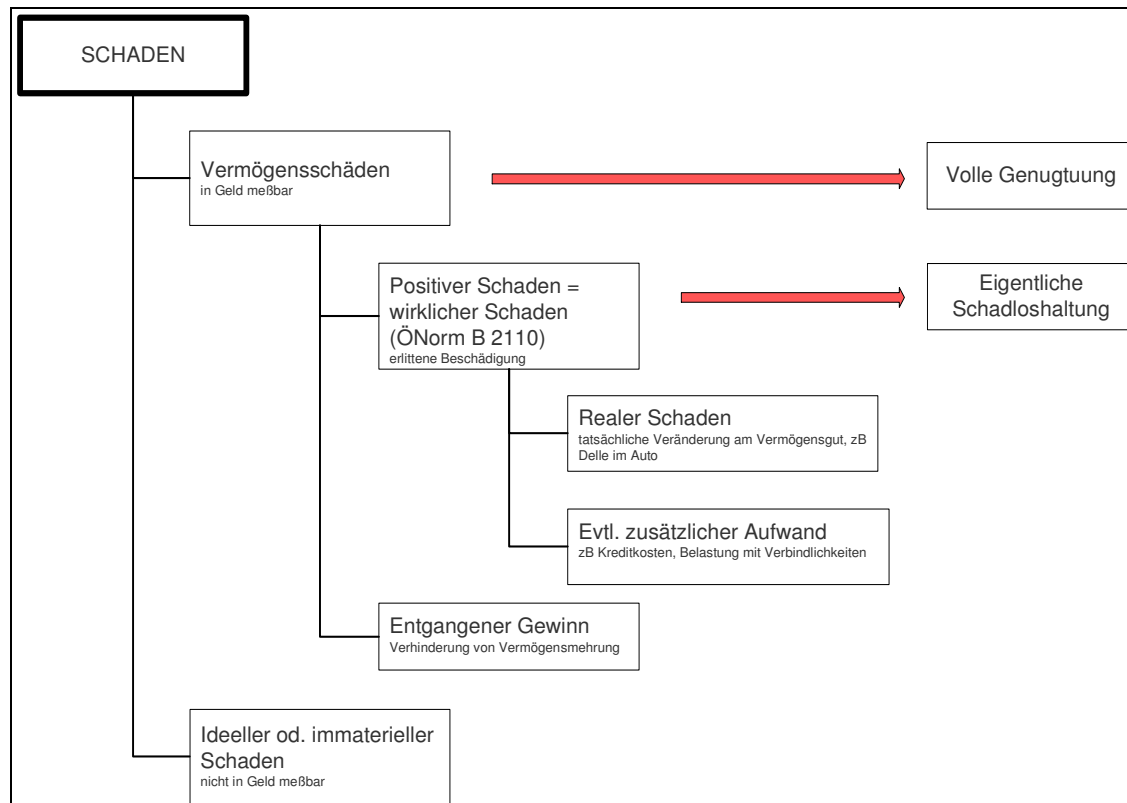 SCHADEN
Vermögensschäden
in Geld meßbar
Volle Genugtuung
Positiver Schaden =
wirklicher Schaden
(ÖNorm B 2110)
erlittene Beschädigung
Eigentliche
Schadloshaltung
Realer Schaden
tatsächliche Veränderung am Vermögensgut, zB
Delle im Auto
Evtl. zusätzlicher Aufwand
zB Kreditkosten, Belastung mit Verbindlichkeiten
Entgangener Gewinn
Verhinderung von Vermögensmehrung
Ideeller od. immaterieller
Schaden
nicht in Geld meßbar